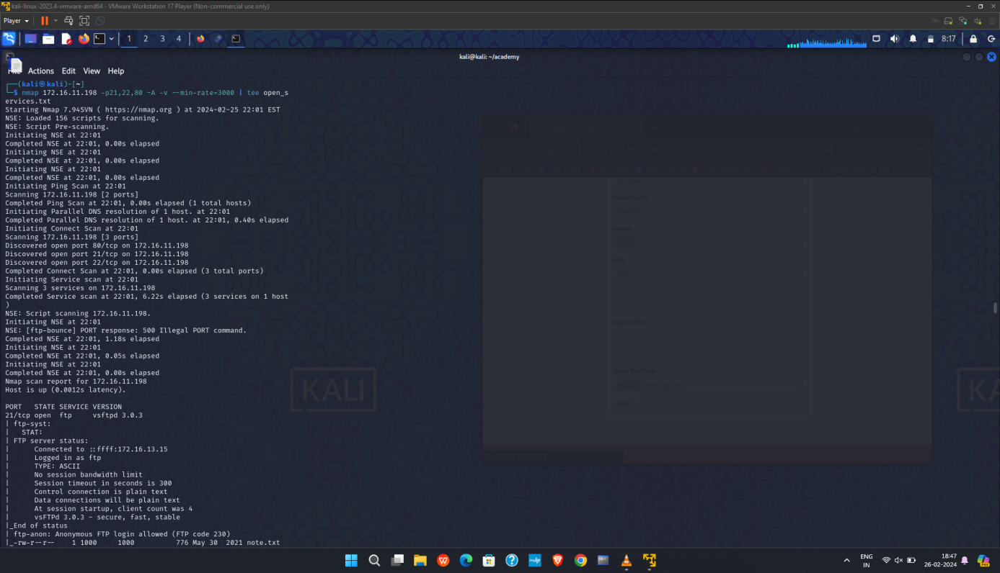 kali-linux-2023.4-vmware-amd64 - VMware Workstation 17 Player (Non-commercial use only)
Player
1 2 3 4
8:17
kali@kali: ~/academy
Actions Edit View Help
┌──(kali㉿kali)-[~]
└─$ nmap 172.16.11.198 -p21,22,80 -A -v --min-rate=3000 | tee open_s
ervices.txt
Starting Nmap 7.94SVN ( https://nmap.org ) at 2024-02-25 22:01 EST
NSE: Loaded 156 scripts for scanning.
NSE: Script Pre-scanning.
Initiating NSE at 22:01
Completed NSE at 22:01, 0.00s elapsed
Initiating NSE at 22:01
Completed NSE at 22:01, 0.00s elapsed
Initiating NSE at 22:01
Completed NSE at 22:01, 0.00s elapsed
Initiating Ping Scan at 22:01
Scanning 172.16.11.198 [2 ports]
Completed Ping Scan at 22:01, 0.00s elapsed (1 total hosts)
Initiating Parallel DNS resolution of 1 host. at 22:01
Completed Parallel DNS resolution of 1 host. at 22:01, 0.40s elapsed
Initiating Connect Scan at 22:01
Scanning 172.16.11.198 [3 ports]
Discovered open port 80/tcp on 172.16.11.198
Discovered open port 21/tcp on 172.16.11.198
Discovered open port 22/tcp on 172.16.11.198
Completed Connect Scan at 22:01, 0.00s elapsed (3 total ports)
Initiating Service scan at 22:01
Scanning 3 services on 172.16.11.198
Completed Service scan at 22:01, 6.22s elapsed (3 services on 1 host
)
NSE: Script scanning 172.16.11.198.
Initiating NSE at 22:01
NSE: [ftp-bounce] PORT response: 500 Illegal PORT command.
Completed NSE at 22:01, 1.18s elapsed
Initiating NSE at 22:01
Completed NSE at 22:01, 0.05s elapsed
Initiating NSE at 22:01
Completed NSE at 22:01, 0.00s elapsed
Nmap scan report for 172.16.11.198
Host is up (0.0012s latency).
PORT   STATE SERVICE VERSION
21/tcp open  ftp     vsftpd 3.0.3
| ftp-syst:
|   STAT:
| FTP server status:
|      Connected to ::ffff:172.16.13.15
|      Logged in as ftp
|      TYPE: ASCII
|      No session bandwidth limit
|      Session timeout in seconds is 300
|      Control connection is plain text
|      Data connections will be plain text
|      At session startup, client count was 4
|      vsFTPd 3.0.3 - secure, fast, stable
|_End of status
| ftp-anon: Anonymous FTP login allowed (FTP code 230)
|_-rw-r--r--    1 1000     1000          776 May 30  2021 note.txt
KALI
KA
ENG
IN
18:47
26-02-2024